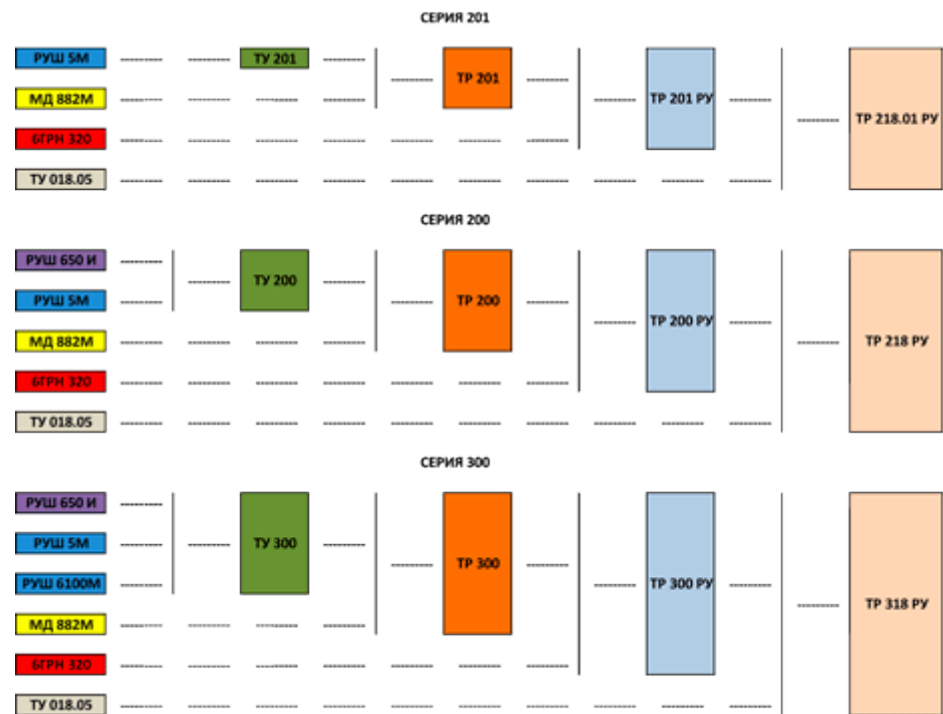 СЕРИЯ 201
РУШ 5М
ТУ 201
ТР 201
ТР 201 РУ
ТР 218.01 РУ
МД 882М
6ГРН 320
ТУ 018.05
СЕРИЯ 200
РУШ 650 И
ТУ 200
ТР 200
ТР 200 РУ
ТР 218 РУ
РУШ 5М
МД 882М
6ГРН 320
ТУ 018.05
СЕРИЯ 300
РУШ 650 И
ТУ 300
ТР 300
ТР 300 РУ
ТР 318 РУ
РУШ 5М
РУШ 6100М
МД 882М
6ГРН 320
ТУ 018.05